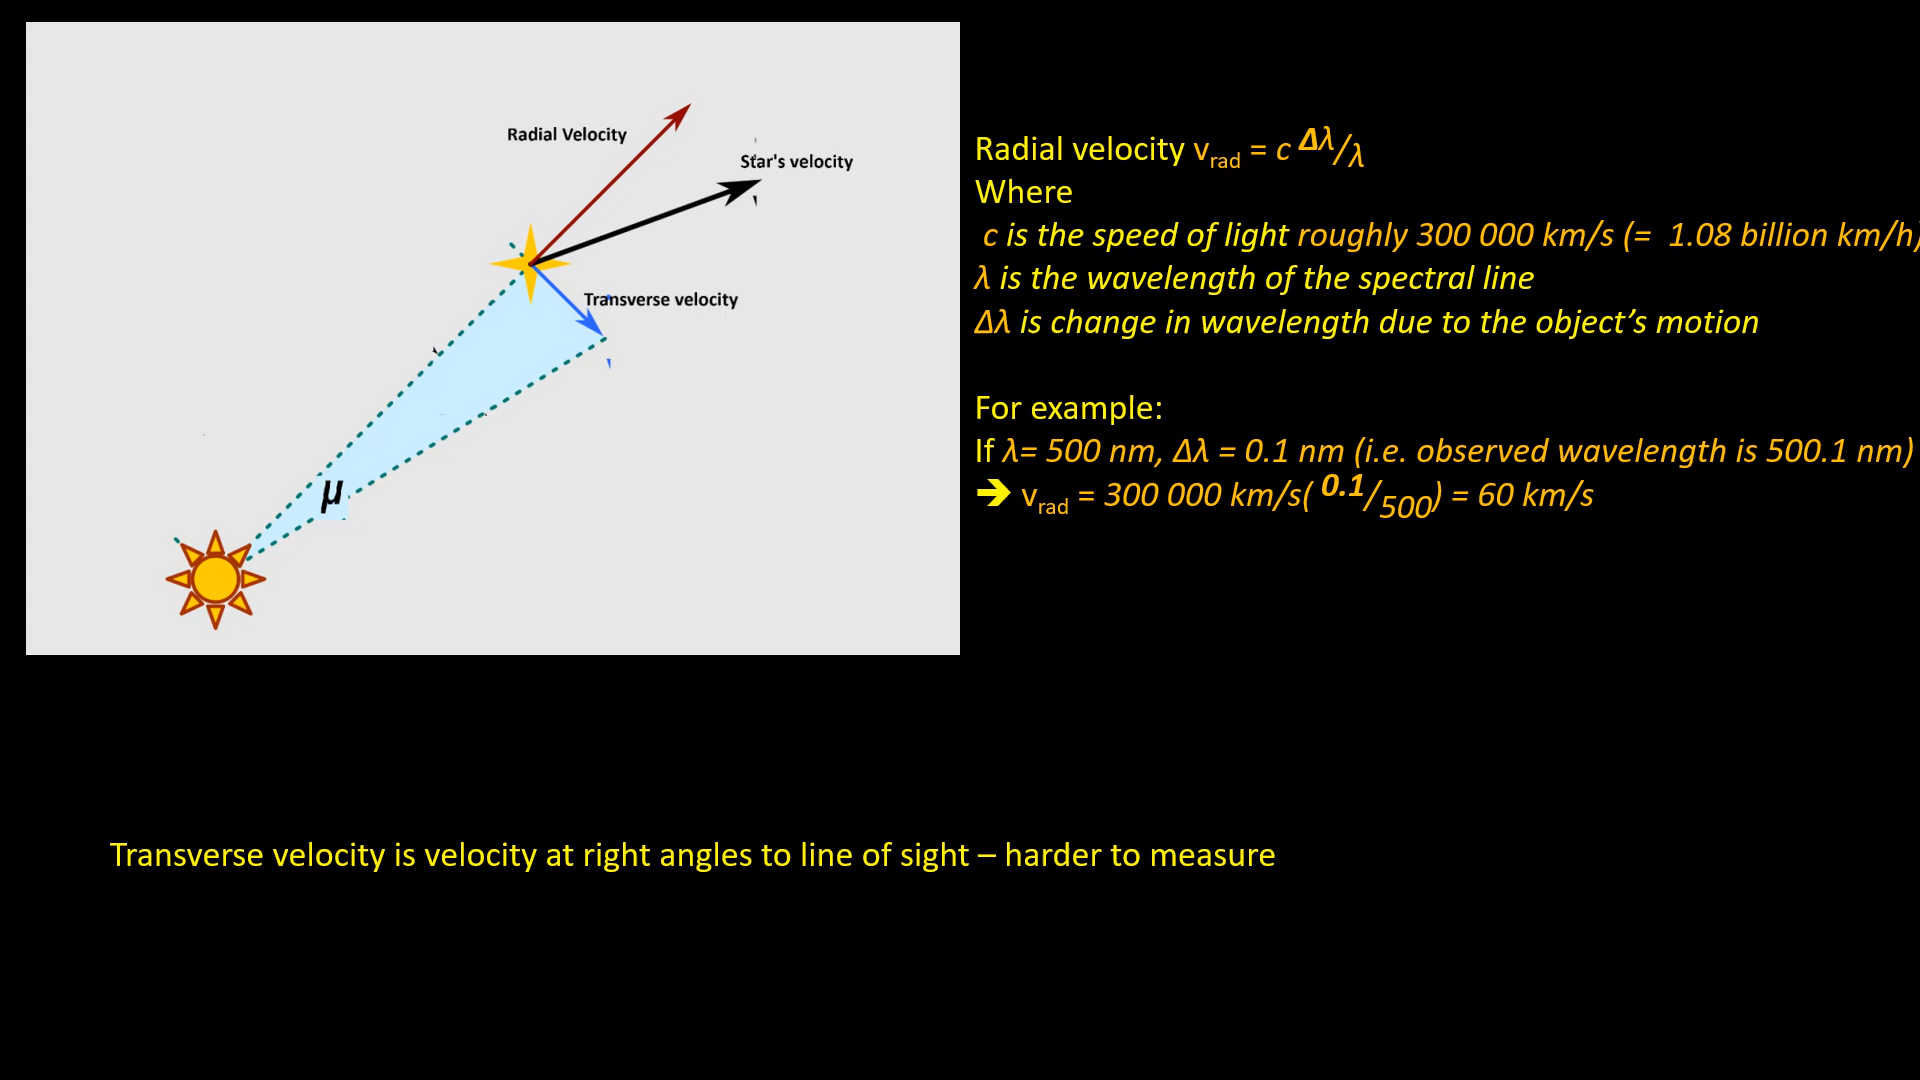 Radial Velocity
Star's velocity
Transverse velocity
μ
Radial velocity vrad = c Δλ/λ
Where
c is the speed of light roughly 300 000 km/s (= 1.08 billion km/h)
λ is the wavelength of the spectral line
Δλ is change in wavelength due to the object’s motion
For example:
If λ= 500 nm, Δλ = 0.1 nm (i.e. observed wavelength is 500.1 nm)
➔ vrad = 300 000 km/s( 0.1/500) = 60 km/s
Transverse velocity is velocity at right angles to line of sight – harder to measure